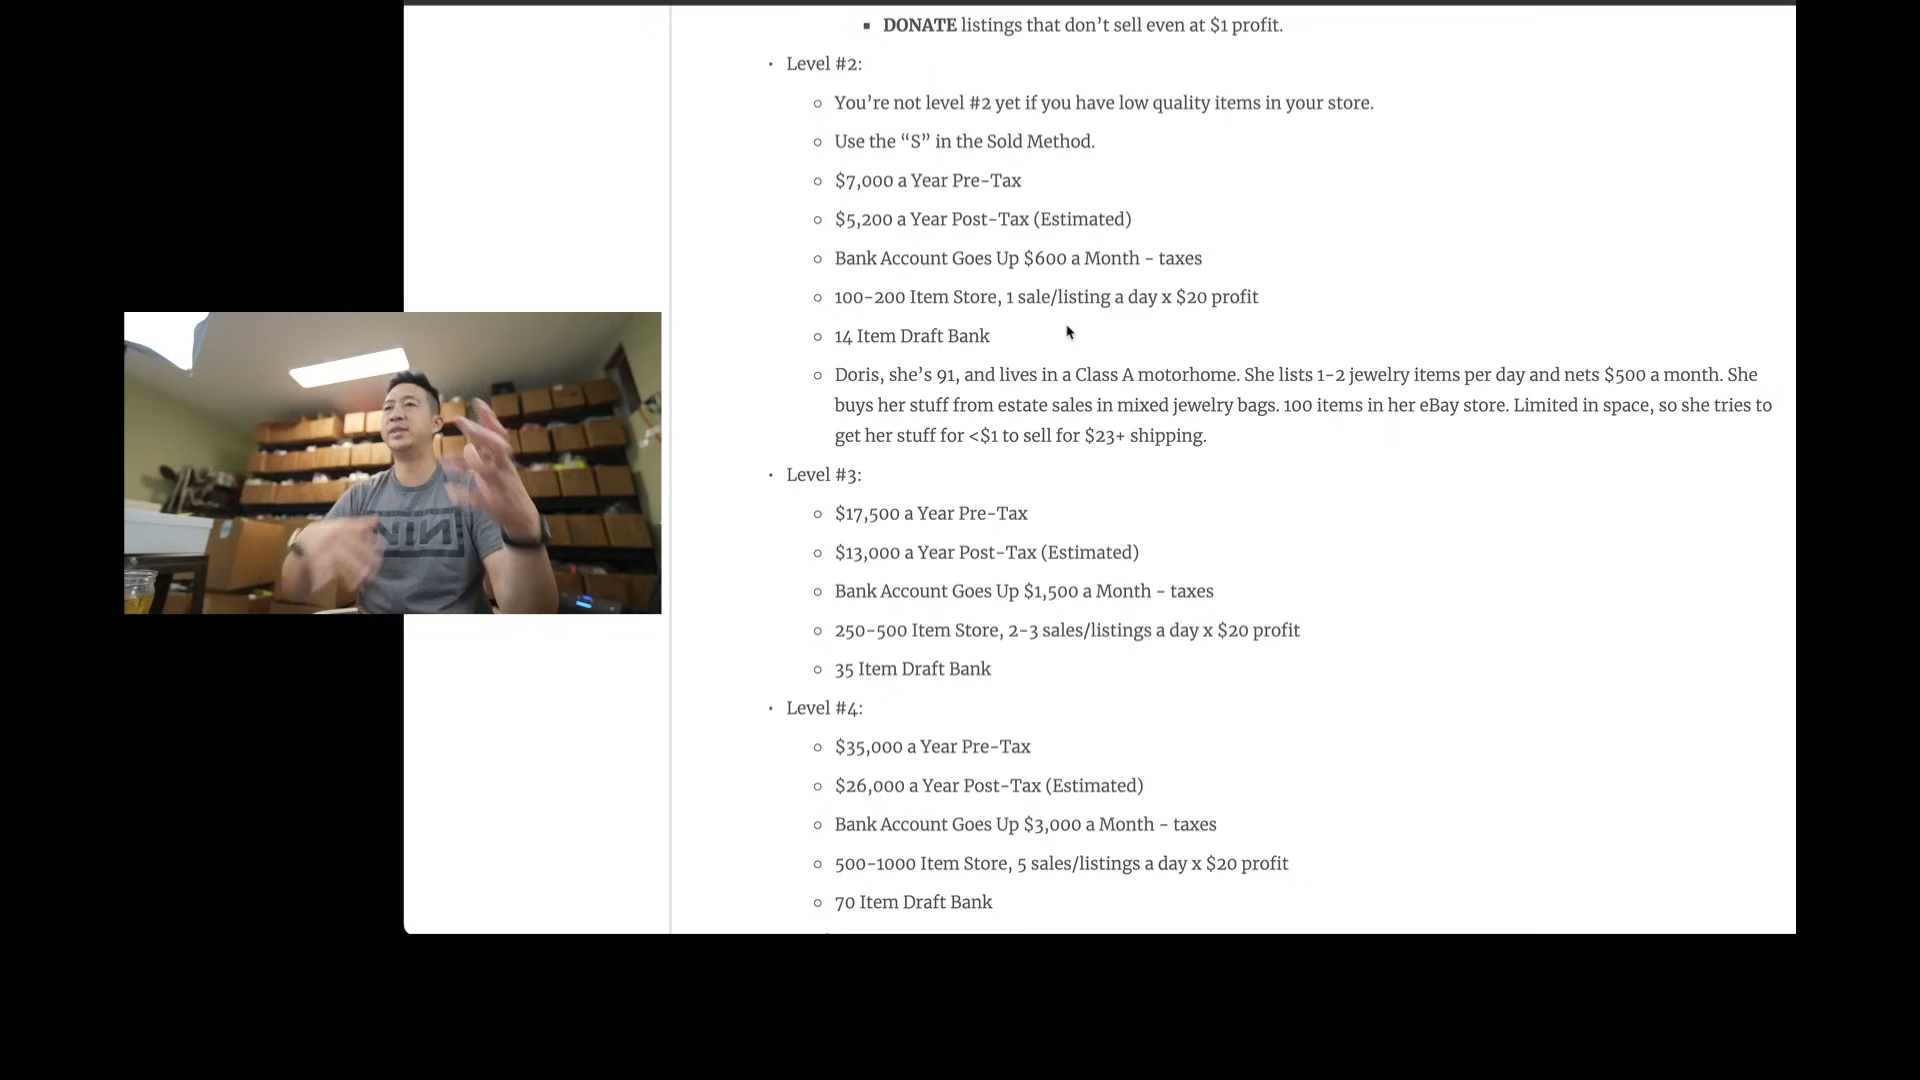 DONATE listings that don’t sell even at $1 profit.
Level #2:
You’re not level #2 yet if you have low quality items in your store.
Use the “S” in the Sold Method.
$7,000 a Year Pre-Tax
$5,200 a Year Post-Tax (Estimated)
Bank Account Goes Up $600 a Month - taxes
100-200 Item Store, 1 sale/listing a day x $20 profit
14 Item Draft Bank
Doris, she’s 91, and lives in a Class A motorhome. She lists 1-2 jewelry items per day and nets $500 a month. She
buys her stuff from estate sales in mixed jewelry bags. 100 items in her eBay store. Limited in space, so she tries to
get her stuff for <$1 to sell for $23+ shipping.
Level #3:
$17,500 a Year Pre-Tax
$13,000 a Year Post-Tax (Estimated)
Bank Account Goes Up $1,500 a Month - taxes
250-500 Item Store, 2-3 sales/listings a day x $20 profit
35 Item Draft Bank
Level #4:
$35,000 a Year Pre-Tax
$26,000 a Year Post-Tax (Estimated)
Bank Account Goes Up $3,000 a Month - taxes
500-1000 Item Store, 5 sales/listings a day x $20 profit
70 Item Draft Bank
NIN